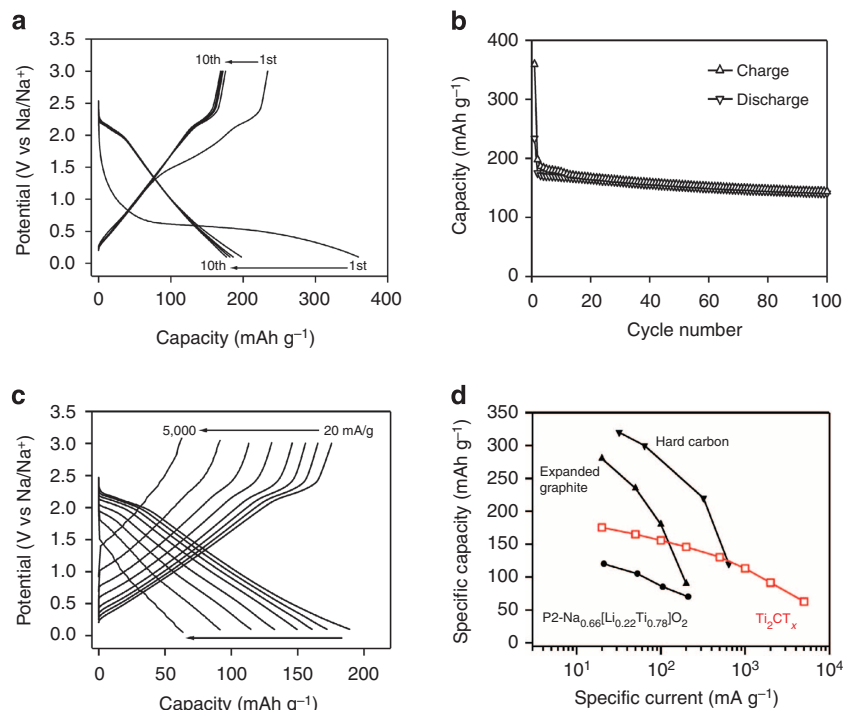 a
3.5
3.0
2.5
2.0
1.5
1.0
0.5
0.0
Potential (V vs Na/Na⁺)
10th
1st
10th
1st
0
100
200
300
400
Capacity (mAh g⁻¹)
b
400
300
200
100
0
Capacity (mAh g⁻¹)
Charge
Discharge
0
20
40
60
80
100
Cycle number
c
3.5
3.0
2.5
2.0
1.5
1.0
0.5
0.0
Potential (V vs Na/Na⁺)
5,000
20 mA/g
0
50
100
150
200
Capacity (mAh g⁻¹)
d
350
300
250
200
150
100
50
0
Specific capacity (mAh g⁻¹)
Hard carbon
Expanded
graphite
P2-Na₀.₆₆[Li₀.₂₂Ti₀.₇₈]O₂
Ti₂CTₓ
10¹
10²
10³
10⁴
Specific current (mA g⁻¹)